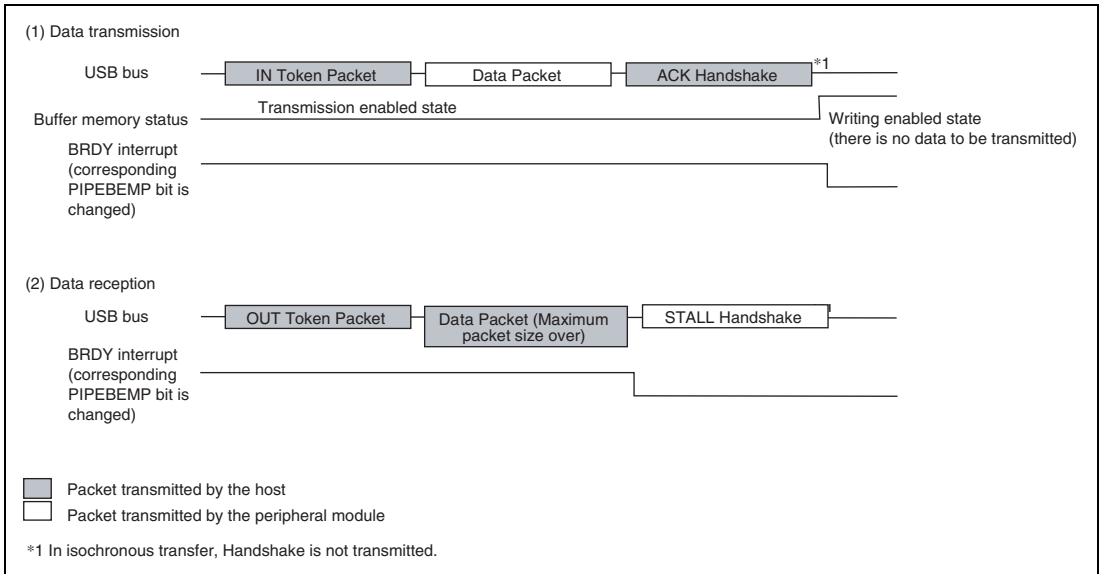 (1) Data transmission
USB bus
IN Token Packet
Data Packet
ACK Handshake
*1
Buffer memory status
Transmission enabled state
Writing enabled state
(there is no data to be transmitted)
BRDY interrupt
(corresponding
PIPEBEMP bit is
changed)
(2) Data reception
USB bus
OUT Token Packet
Data Packet (Maximum
packet size over)
STALL Handshake
BRDY interrupt
(corresponding
PIPEBEMP bit is
changed)
Packet transmitted by the host
Packet transmitted by the peripheral module
*1 In isochronous transfer, Handshake is not transmitted.